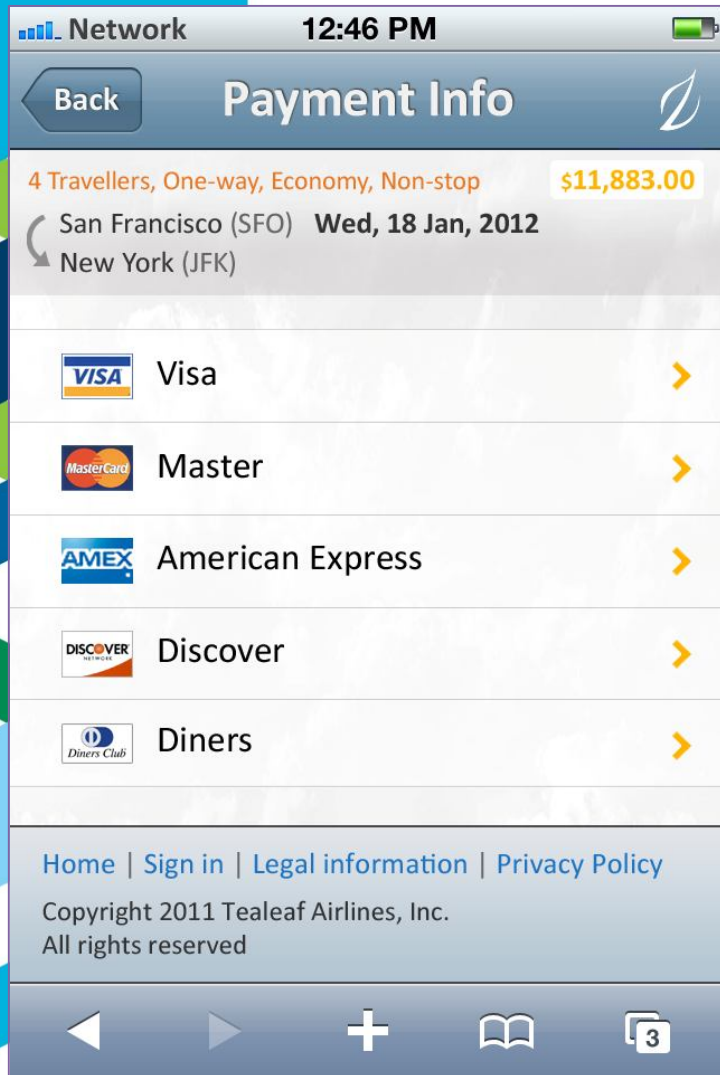 Network 12:46 PM
Back Payment Info
4 Travellers, One-way, Economy, Non-stop $11,883.00
San Francisco (SFO) Wed, 18 Jan, 2012
New York (JFK)
VISA Visa
MasterCard Master
AMEX American Express
DISCOVER NETWORK Discover
Diners Club Diners
Home | Sign in | Legal information | Privacy Policy
Copyright 2011 Tealeaf Airlines, Inc.
All rights reserved
3